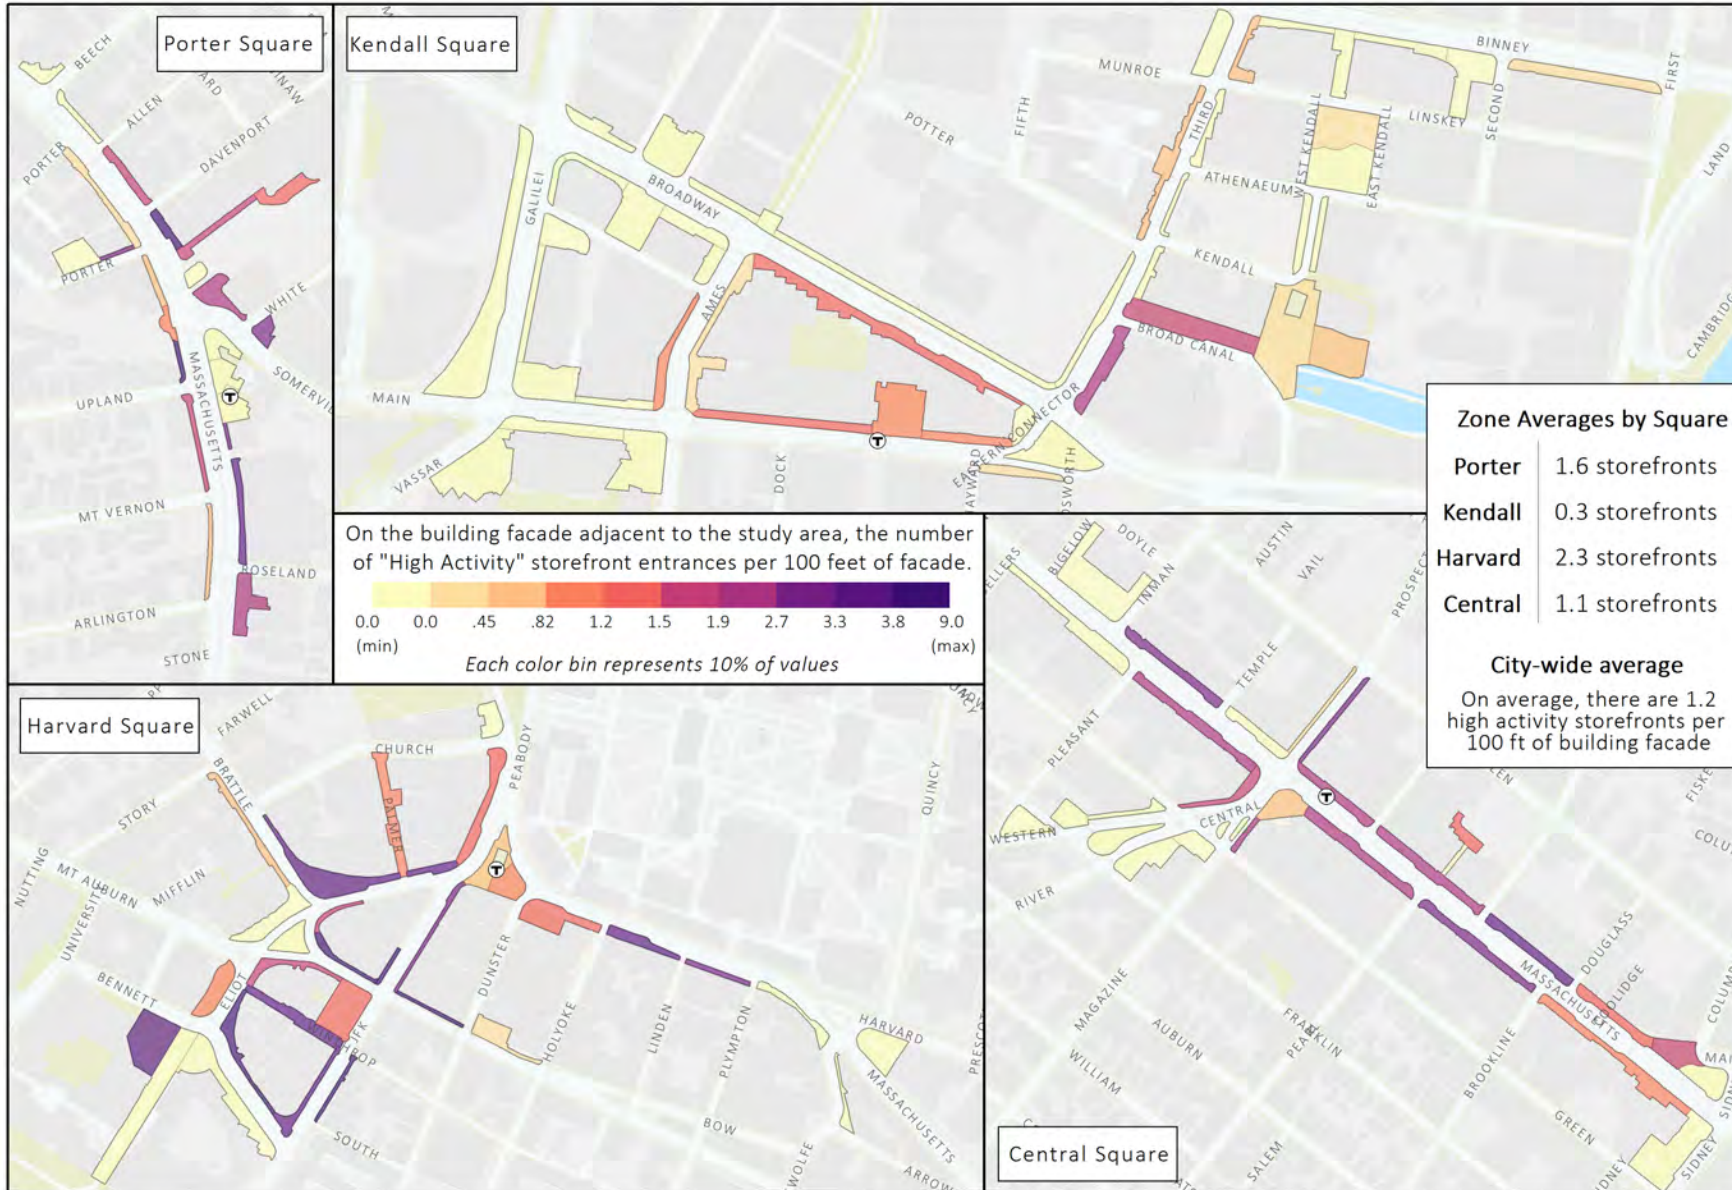 Porter Square
BEECH
ALLEN
DAVENPORT
PORTER
PORTER
WHITE
MASSACHUSETTS
UPLAND
T
MT VERNON
ROSELAND
ARLINGTON
STONE
Kendall Square
BINNEY
FIRST
MUNROE
THIRD
LINSKEY
SECOND
FIFTH
POTTER
WEST KENDALL
EAST KENDALL
ATHENAEUM
LAND
GALILEI
BROADWAY
KENDALL
AMES
BROAD CANAL
MAIN
VASSAR
DOCK
T
HAYWARD
EASTERN CONNECTOR
On the building facade adjacent to the study area, the number
of "High Activity" storefront entrances per 100 feet of facade.
0.0 0.0 .45 .82 1.2 1.5 1.9 2.7 3.3 3.8 9.0
(min) (max)
Each color bin represents 10% of values
Zone Averages by Square
Porter 1.6 storefronts
Kendall 0.3 storefronts
Harvard 2.3 storefronts
Central 1.1 storefronts
City-wide average
On average, there are 1.2
high activity storefronts per
100 ft of building facade
Harvard Square
FARWELL
CHURCH
PEABODY
BRATTLE
STORY
PALMER
QUINCY
NUTTING
MT AUBURN
MIFFLIN
UNIVERSITY
T
BENNETT
ELIOT
DUNSTER
JFK
WINTHROP
HOLYOKE
LINDEN
PLYMPTON
HARVARD
MASSACHUSETTS
SOUTH
BOW
ARROW
BIGELOW
DOYLE
INMAN
AUSTIN
VAIL
TEMPLE
PLEASANT
WESTERN
CENTRAL
T
RIVER
MAGAZINE
DOUGLASS
MASSACHUSETTS
COOLIDGE
AUBURN
FRANKLIN
WILLIAM
BROOKLINE
GREEN
SALEM
SIDNEY
Central Square